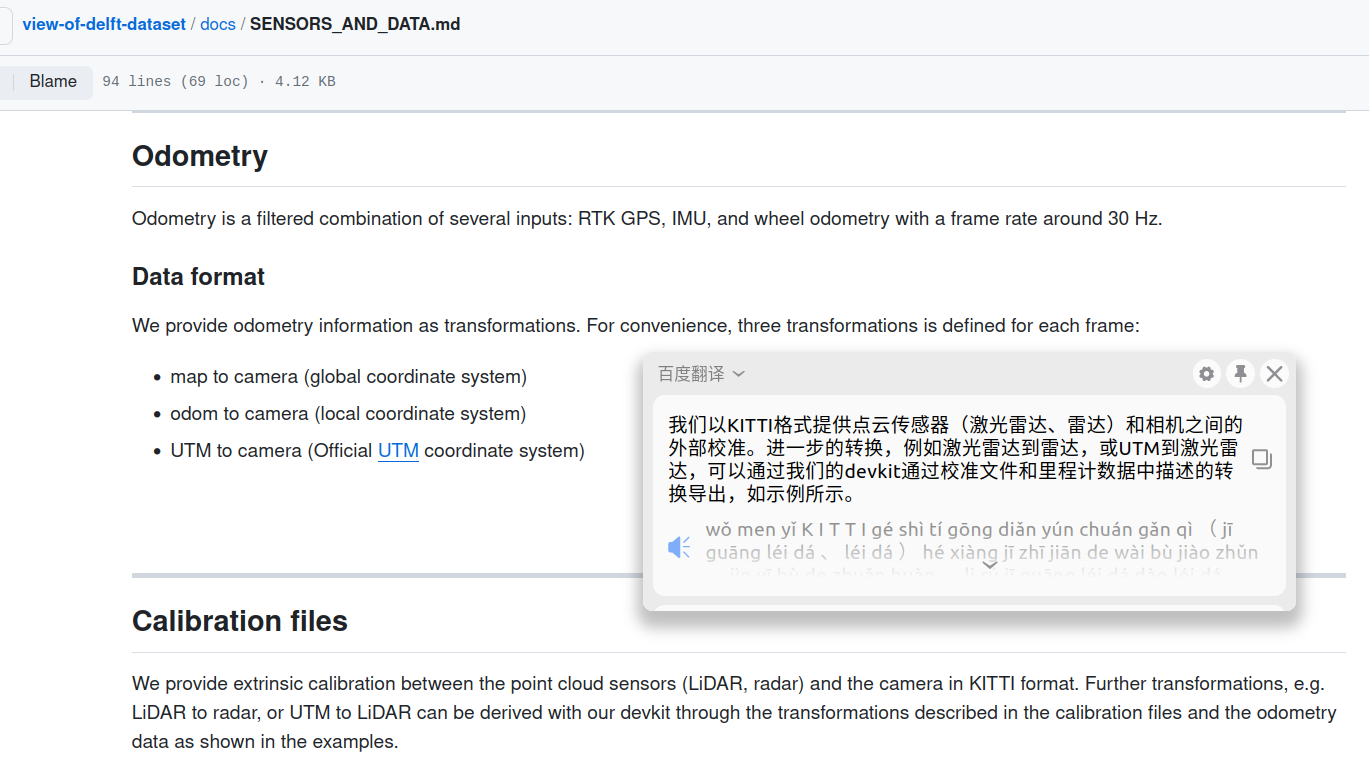 view-of-delft-dataset / docs / SENSORS_AND_DATA.md
Blame 94 lines (69 loc) · 4.12 KB
Odometry
Odometry is a filtered combination of several inputs: RTK GPS, IMU, and wheel odometry with a frame rate around 30 Hz.
Data format
We provide odometry information as transformations. For convenience, three transformations is defined for each frame:
• map to camera (global coordinate system)
• odom to camera (local coordinate system)
• UTM to camera (Official UTM coordinate system)
百度翻译
我们以KITTI格式提供点云传感器（激光雷达、雷达）和相机之间的
外部校准。进一步的转换，例如激光雷达到雷达，或UTM到激光雷
达，可以通过我们的devkit通过校准文件和里程计数据中描述的转
换导出，如示例所示。
wǒ men yǐ K I T T I gé shì tí gōng diǎn yún chuán gǎn qì （ jī
guāng léi dá 、 léi dá ） hé xiàng jī zhī jiān de wài bù jiào zhǔn
Calibration files
We provide extrinsic calibration between the point cloud sensors (LiDAR, radar) and the camera in KITTI format. Further transformations, e.g.
LiDAR to radar, or UTM to LiDAR can be derived with our devkit through the transformations described in the calibration files and the odometry
data as shown in the examples.